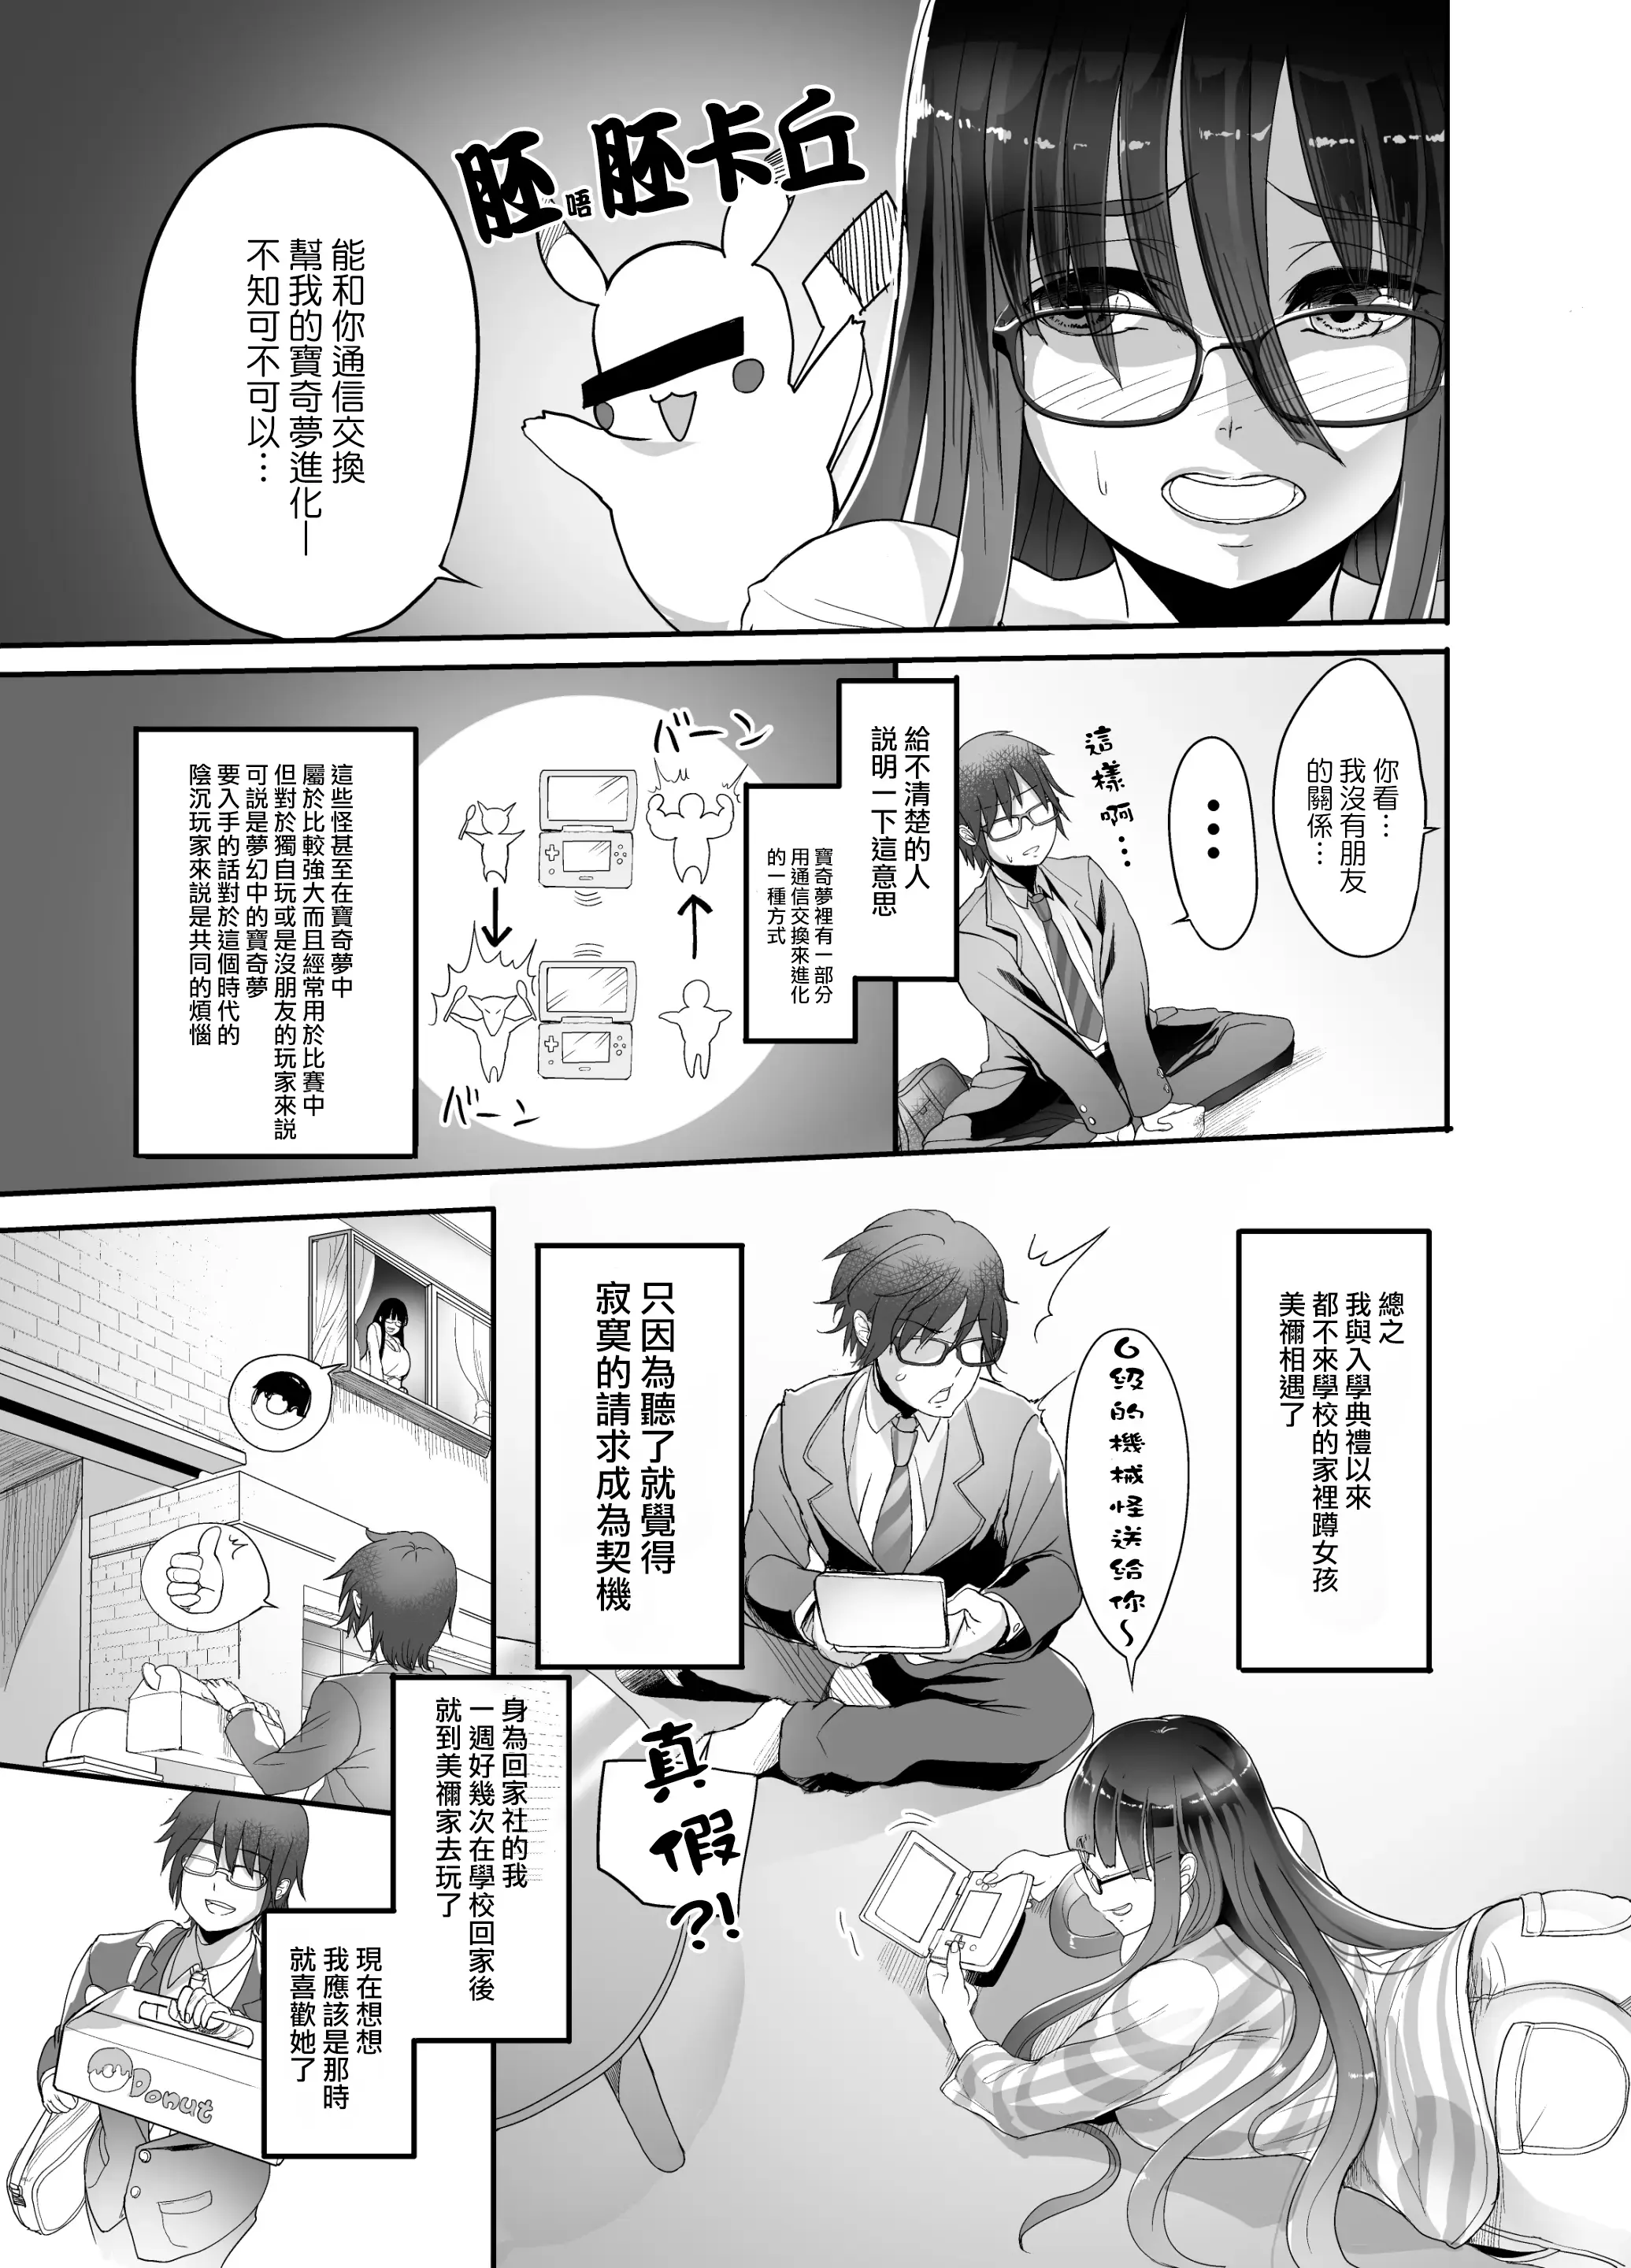 胚
唔
胚卡丘
能和你通信交換
幫我的寶奇夢進化—
不知可不可以…
你看…
我沒有朋友
的關係…
・・・
這樣啊…
給不清楚的人
説明一下這意思
寶奇夢裡有一部分
用通信交換來進化
的一種方式
バーン
バーン
這些怪甚至在寶奇夢中
屬於比較強大而且經常用於比賽中
但對於獨自玩或是沒朋友的玩家來說
可説是夢幻中的寶奇夢
要入手的話對於這個時代的
陰沉玩家來説是共同的煩惱
總之
我與入學典禮以來
都不來學校的家裡蹲女孩
美禰相遇了
6級的機械怪送給你～
只因為聽了就覺得
寂寞的請求成為契機
真假?!
身為回家社的我
一週好幾次在學校回家後
就到美禰家去玩了
現在想想
我應該是那時
就喜歡她了
Donut